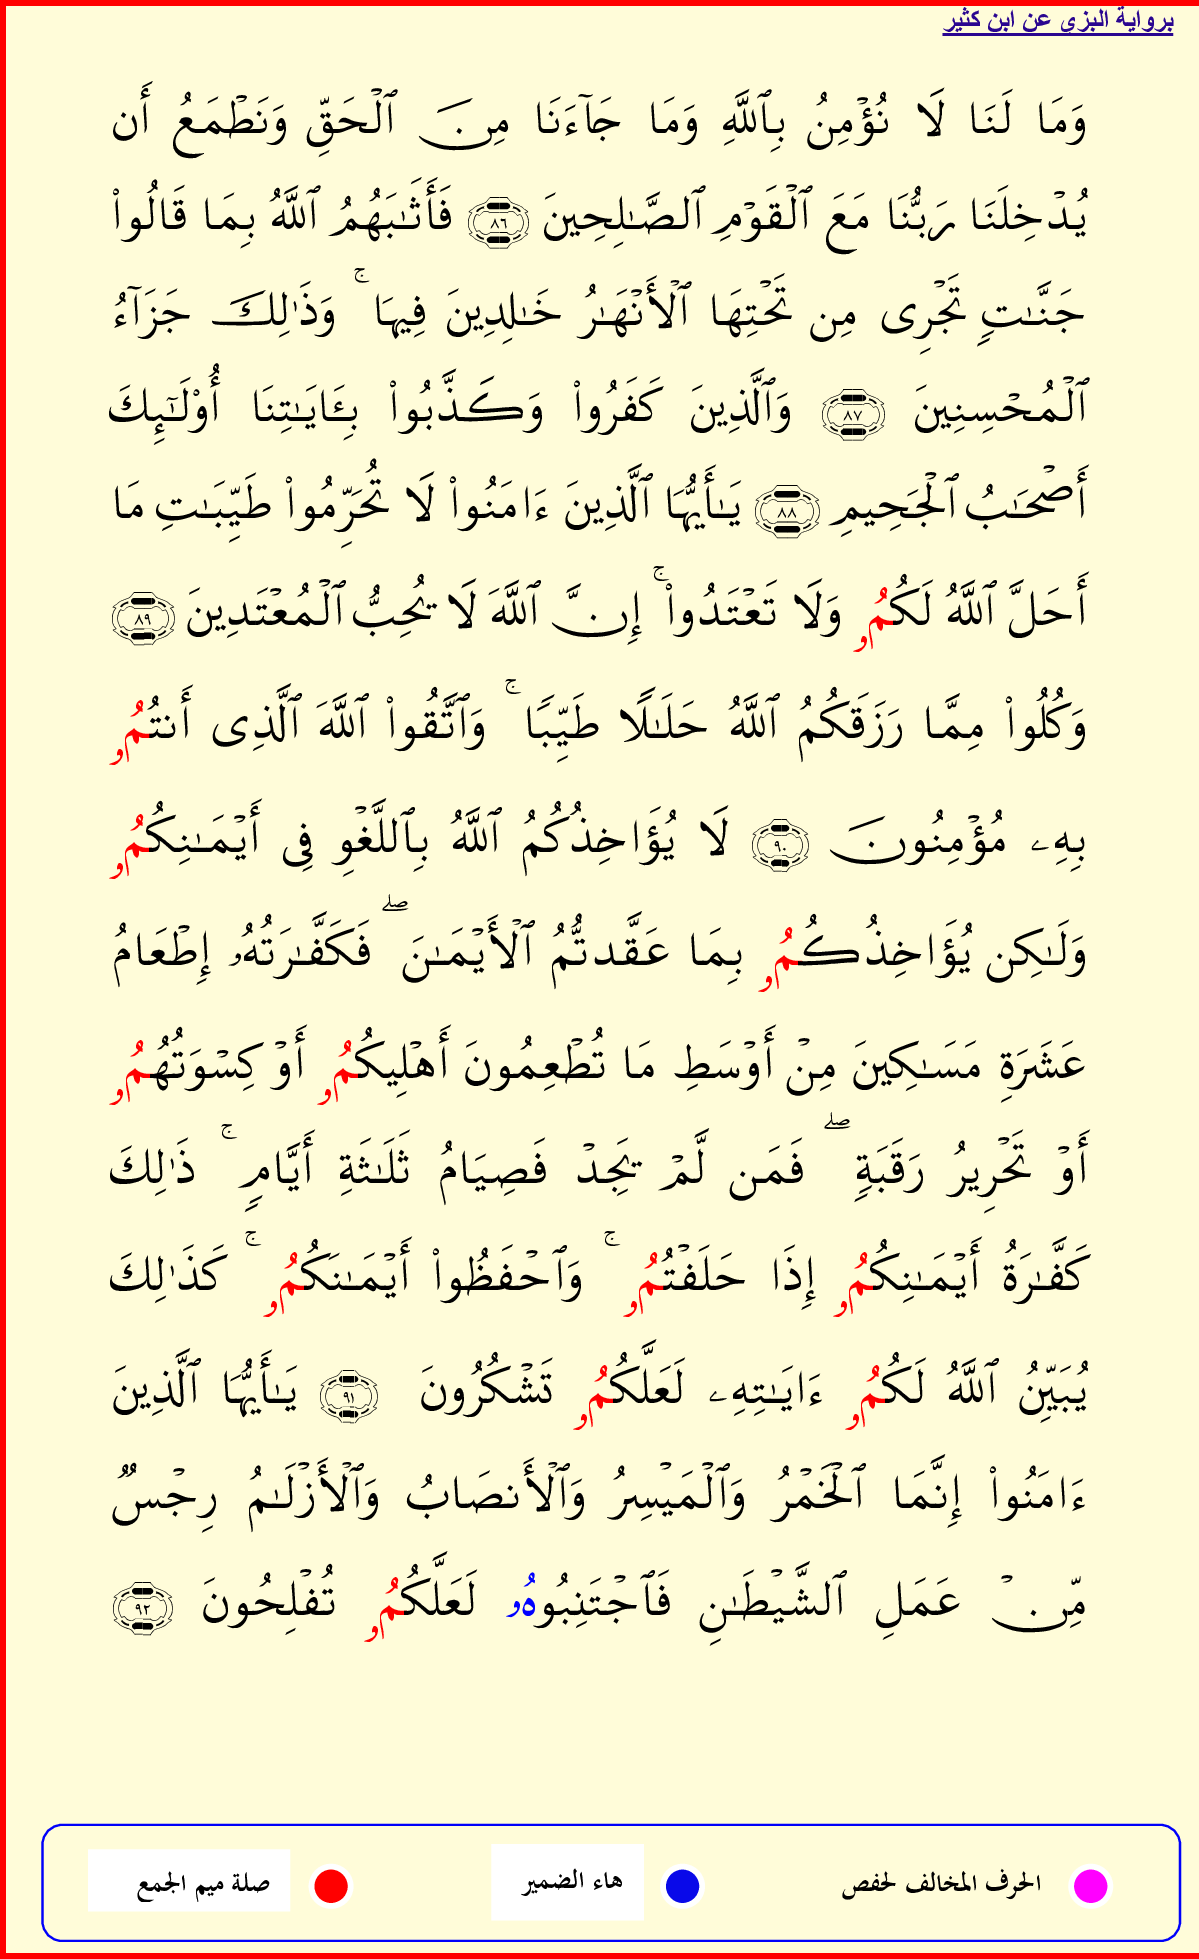 برواية البزي عن ابن كثير
وَمَا لَنَا لَا نُؤْمِنُ بِٱللَّهِ وَمَا جَآءَنَا مِنَ ٱلْحَقِّ وَنَطْمَعُ أَن
يُدْخِلَنَا رَبُّنَا مَعَ ٱلْقَوْمِ ٱلصَّـٰلِحِينَ ٨٦ فَأَثَـٰبَهُمُ ٱللَّهُ بِمَا قَالُوا۟
جَنَّـٰتٍ تَجْرِى مِن تَحْتِهَا ٱلْأَنْهَـٰرُ خَـٰلِدِينَ فِيهَا ۚ وَذَٰلِكَ جَزَآءُ
ٱلْمُحْسِنِينَ ٨٧ وَٱلَّذِينَ كَفَرُوا۟ وَكَذَّبُوا۟ بِـَٔايَـٰتِنَا أُو۟لَـٰٓئِكَ
أَصْحَـٰبُ ٱلْجَحِيمِ ٨٨ يَـٰأَيُّهَا ٱلَّذِينَ ءَامَنُوا۟ لَا تُحَرِّمُوا۟ طَيِّبَـٰتِ مَا
أَحَلَّ ٱللَّهُ لَكُمُۥ وَلَا تَعْتَدُوا۟ ۚ إِنَّ ٱللَّهَ لَا يُحِبُّ ٱلْمُعْتَدِينَ ٨٩
وَكُلُوا۟ مِمَّا رَزَقَكُمُ ٱللَّهُ حَلَـٰلًا طَيِّبًا ۚ وَٱتَّقُوا۟ ٱللَّهَ ٱلَّذِى أَنتُمُۥ
بِهِۦ مُؤْمِنُونَ ٩٠ لَا يُؤَاخِذُكُمُ ٱللَّهُ بِٱللَّغْوِ فِى أَيْمَـٰنِكُمُۥ
وَلَـٰكِن يُؤَاخِذُكُمُۥ بِمَا عَقَّدتُّمُ ٱلْأَيْمَـٰنَ ۖ فَكَفَّـٰرَتُهُۥ إِطْعَامُ
عَشَرَةِ مَسَـٰكِينَ مِنْ أَوْسَطِ مَا تُطْعِمُونَ أَهْلِيكُمُۥ أَوْ كِسْوَتُهُمُۥ
أَوْ تَحْرِيرُ رَقَبَةٍ ۖ فَمَن لَّمْ يَجِدْ فَصِيَامُ ثَلَـٰثَةِ أَيَّامٍ ۚ ذَٰلِكَ
كَفَّـٰرَةُ أَيْمَـٰنِكُمُۥ إِذَا حَلَفْتُمُۥ ۚ وَٱحْفَظُوا۟ أَيْمَـٰنَكُمُۥ ۚ كَذَٰلِكَ
يُبَيِّنُ ٱللَّهُ لَكُمُۥ ءَايَـٰتِهِۦ لَعَلَّكُمُۥ تَشْكُرُونَ ٩١ يَـٰأَيُّهَا ٱلَّذِينَ
ءَامَنُوا۟ إِنَّمَا ٱلْخَمْرُ وَٱلْمَيْسِرُ وَٱلْأَنصَابُ وَٱلْأَزْلَـٰمُ رِجْسٌ
مِّنْ عَمَلِ ٱلشَّيْطَـٰنِ فَٱجْتَنِبُوهُۥ لَعَلَّكُمُۥ تُفْلِحُونَ ٩٢
الحرف المخالف لحفص هاء الضمير صلة ميم الجمع